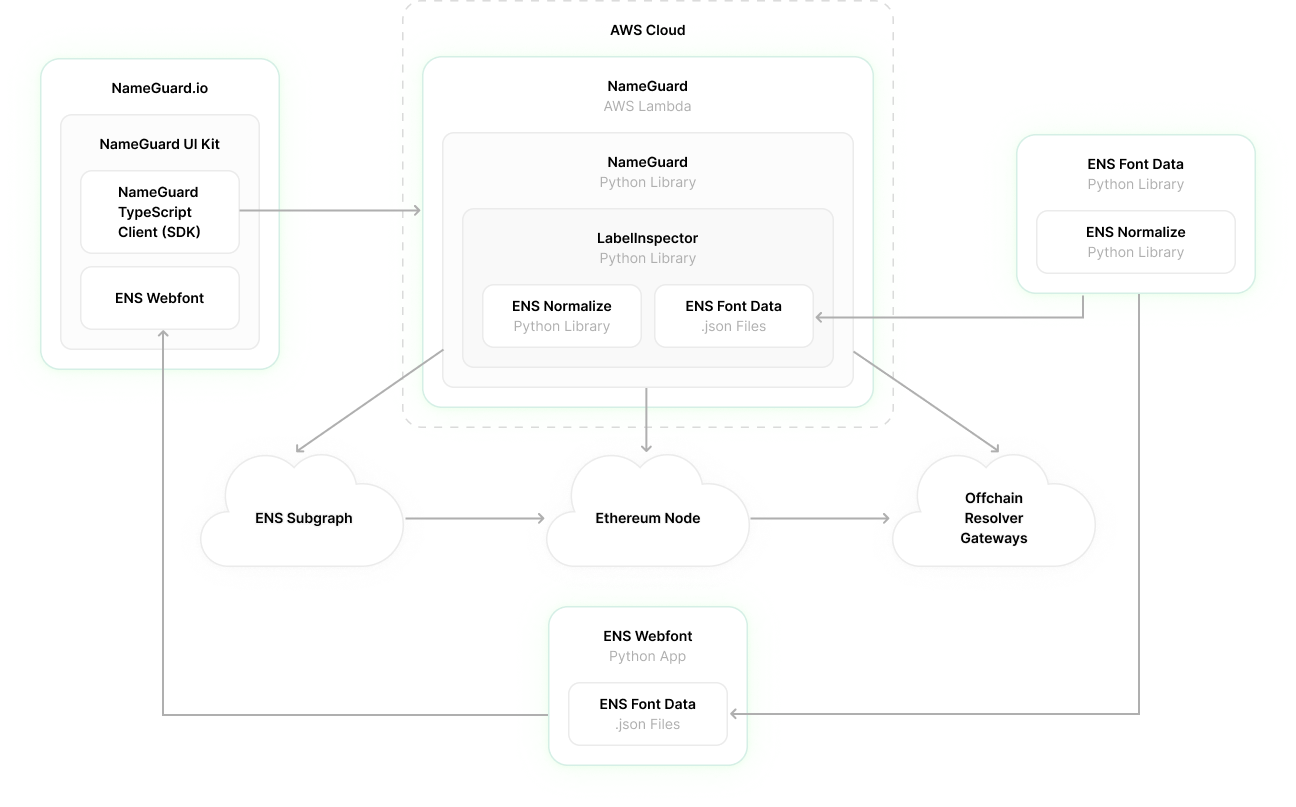 AWS Cloud
NameGuard.io
NameGuard UI Kit
NameGuard
TypeScript
Client (SDK)
ENS Webfont
NameGuard
AWS Lambda
NameGuard
Python Library
LabelInspector
Python Library
ENS Normalize
Python Library
ENS Font Data
.json Files
ENS Font Data
Python Library
ENS Normalize
Python Library
ENS Subgraph
Ethereum Node
Offchain
Resolver
Gateways
ENS Webfont
Python App
ENS Font Data
.json Files